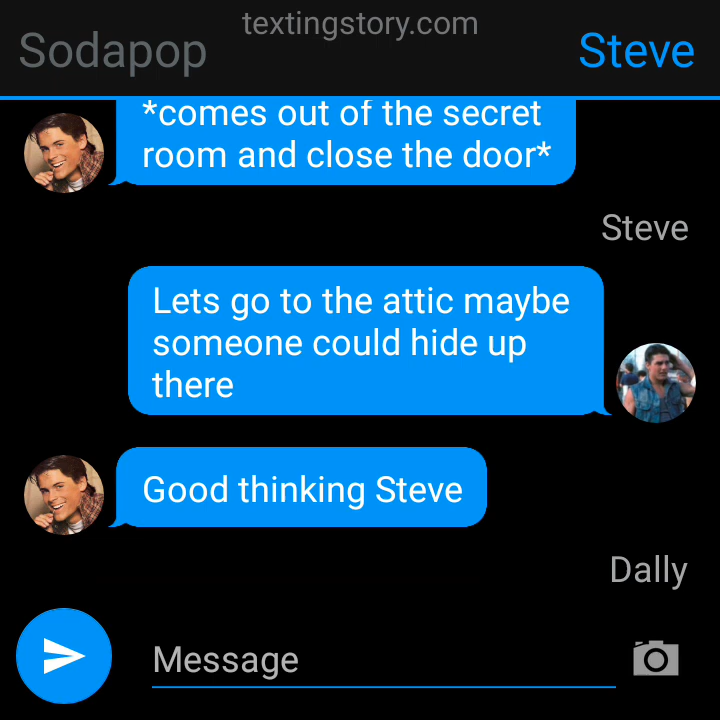 textingstory.com
Sodapop
Steve
*comes out of the secret
room and close the door*
Steve
Lets go to the attic maybe
someone could hide up
there
Good thinking Steve
Dally
Message